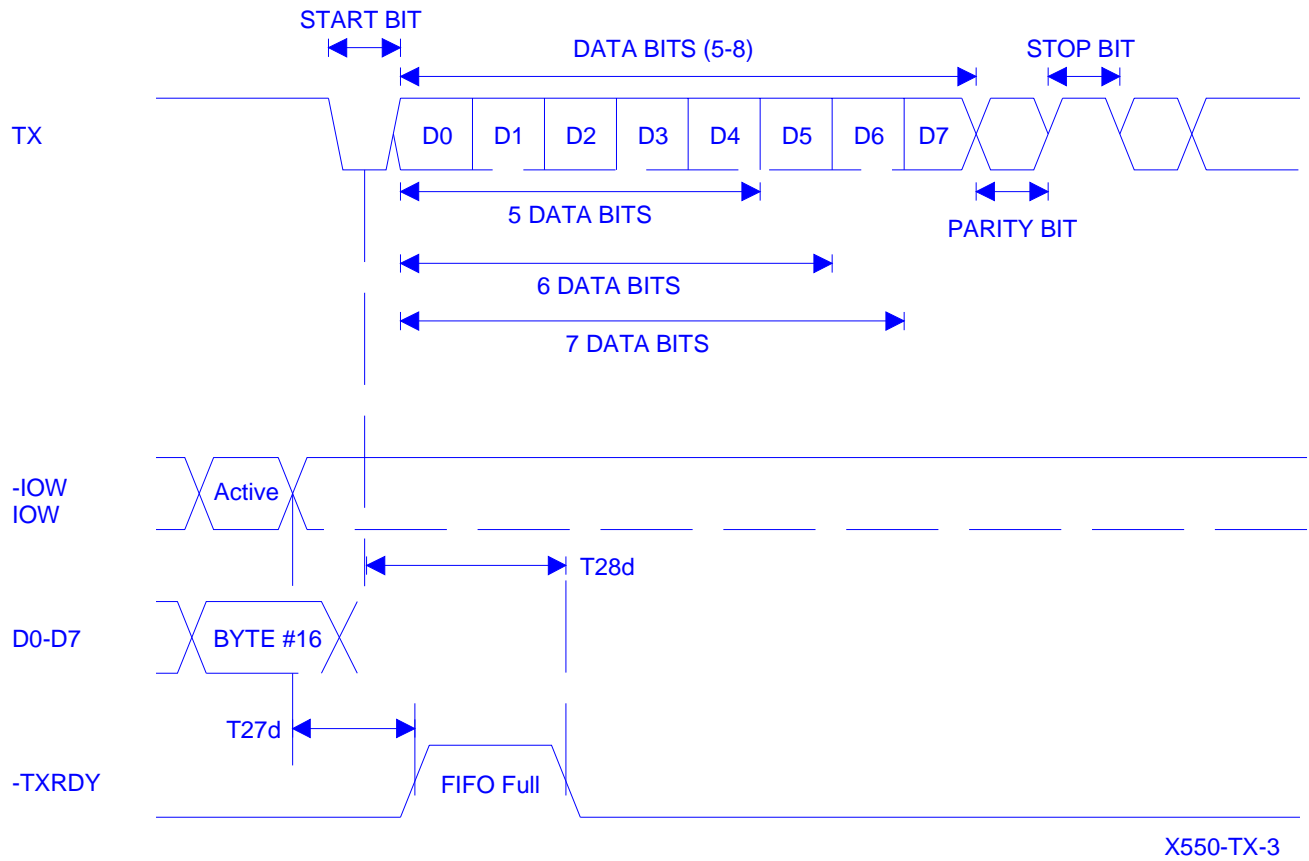 START BIT
DATA BITS (5-8)
STOP BIT
TX
D0 D1 D2 D3 D4 D5 D6 D7
5 DATA BITS
PARITY BIT
6 DATA BITS
7 DATA BITS
-IOW
IOW
Active
T28d
D0-D7
BYTE #16
T27d
-TXRDY
FIFO Full
X550-TX-3